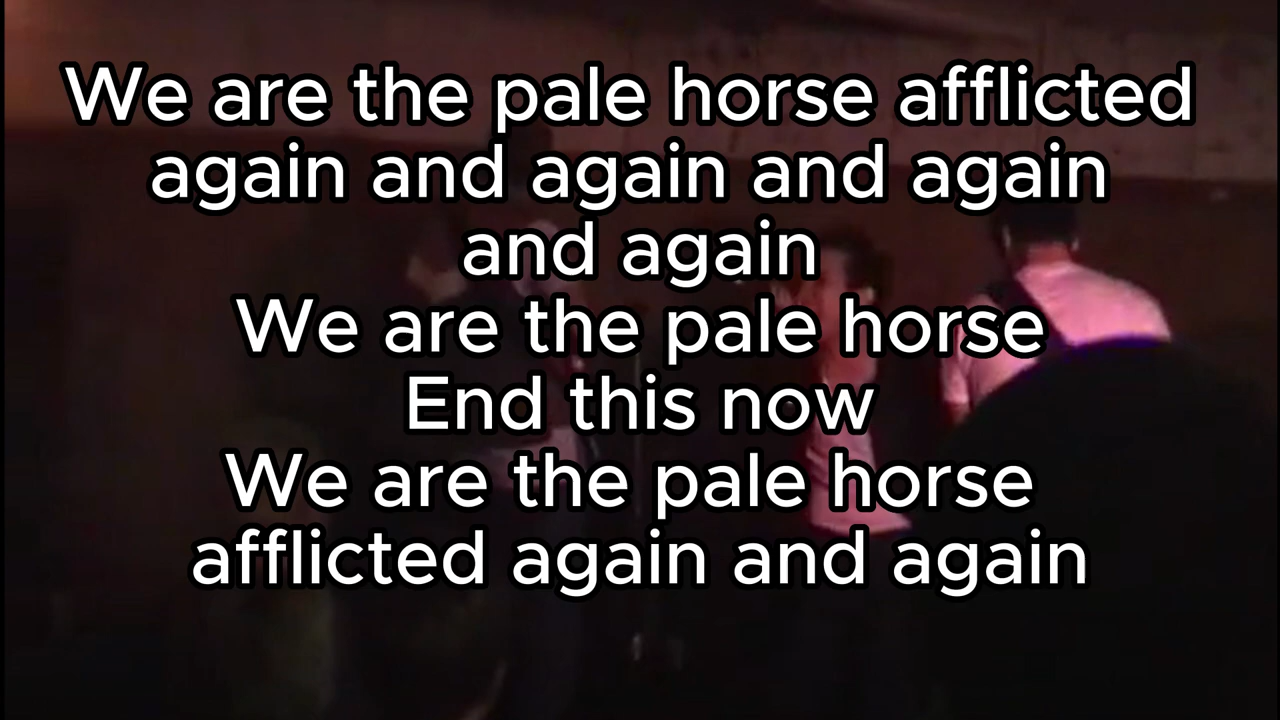 We are the pale horse afflicted
again and again and again
and again
We are the pale horse
End this now
We are the pale horse
afflicted again and again